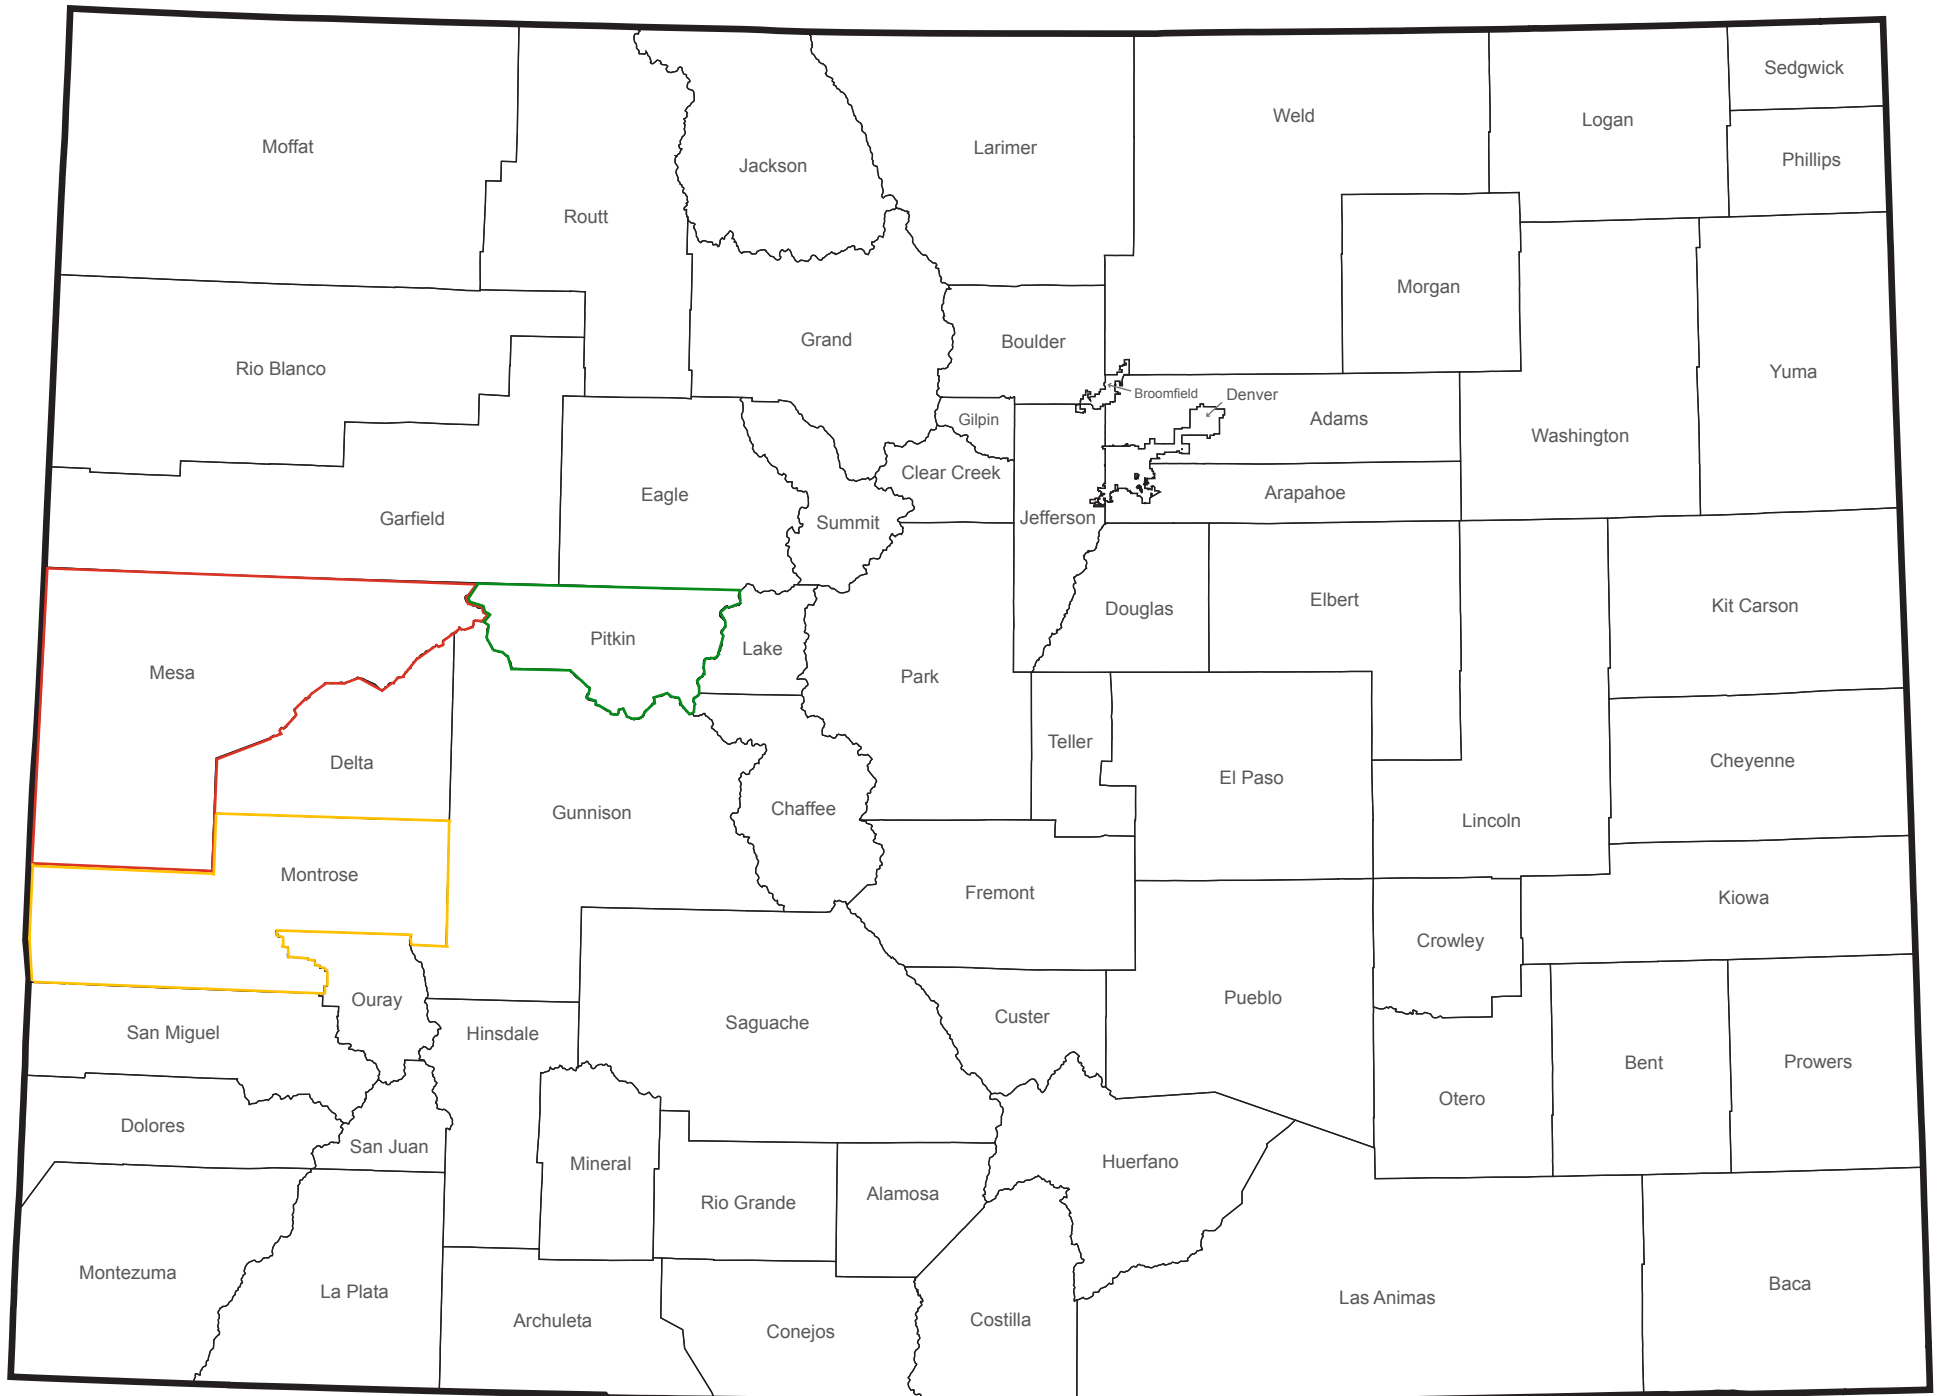 Sedgwick
Weld
Logan
Moffat
Larimer
Phillips
Jackson
Routt
Morgan
Grand
Boulder
Rio Blanco
Yuma
Broomfield
Denver
Gilpin
Adams
Washington
Clear Creek
Eagle
Arapahoe
Garfield
Summit
Jefferson
Elbert
Kit Carson
Douglas
Pitkin
Lake
Mesa
Park
Teller
Delta
Cheyenne
El Paso
Chaffee
Gunnison
Lincoln
Montrose
Fremont
Kiowa
Crowley
Ouray
Pueblo
Custer
Saguache
San Miguel
Hinsdale
Bent
Prowers
Otero
Dolores
San Juan
Mineral
Huerfano
Alamosa
Rio Grande
Montezuma
Baca
La Plata
Las Animas
Archuleta
Costilla
Conejos